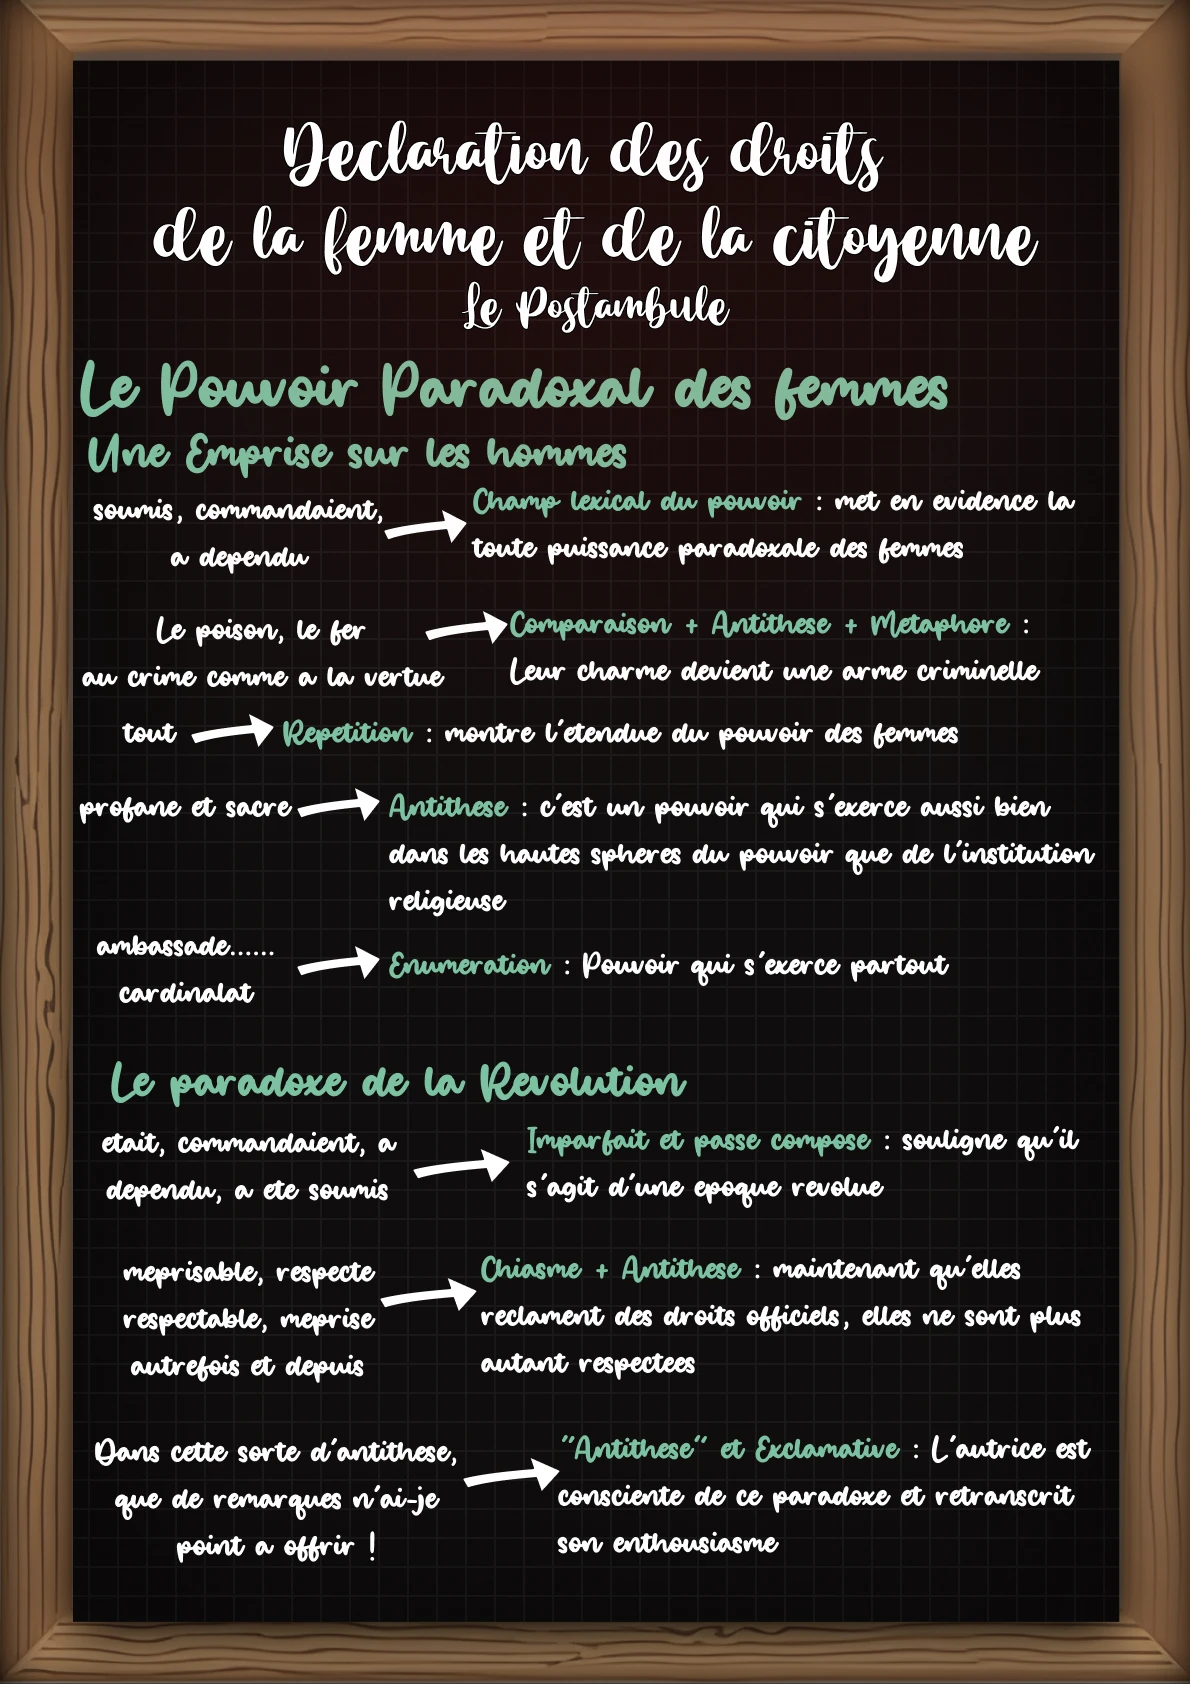 Declaration des droits
de la femme et de la citoyenne
Le Postambule
Le Pouvoir Paradoxal des femmes
Une Emprise sur les hommes
soumis, commandaient,
a dependu
Champ lexical du pouvoir : met en evidence la
toute puissance paradoxale des femmes
Le poison, le fer
au crime comme a la vertue
Comparaison + Antithese + Metaphore :
Leur charme devient une arme criminelle
tout
Repetition : montre l'etendue du pouvoir des femmes
profane et sacre
Antithese : c'est un pouvoir qui s'exerce aussi bien
dans les hautes spheres du pouvoir que de l'institution
religieuse
ambassade......
cardinalat
Enumeration : Pouvoir qui s'exerce partout
Le paradoxe de la Revolution
etait, commandaient, a
dependu, a ete soumis
Imparfait et passe compose : souligne qu'il
s'agit d'une epoque revolue
meprisable, respecte
respectable, meprise
autrefois et depuis
Chiasme + Antithese : maintenant qu'elles
reclament des droits officiels, elles ne sont plus
autant respectees
Dans cette sorte d'antithese,
que de remarques n'ai-je
point a offrir !
"Antithese" et Exclamative : L'autrice est
consciente de ce paradoxe et retranscrit
son enthousiasme